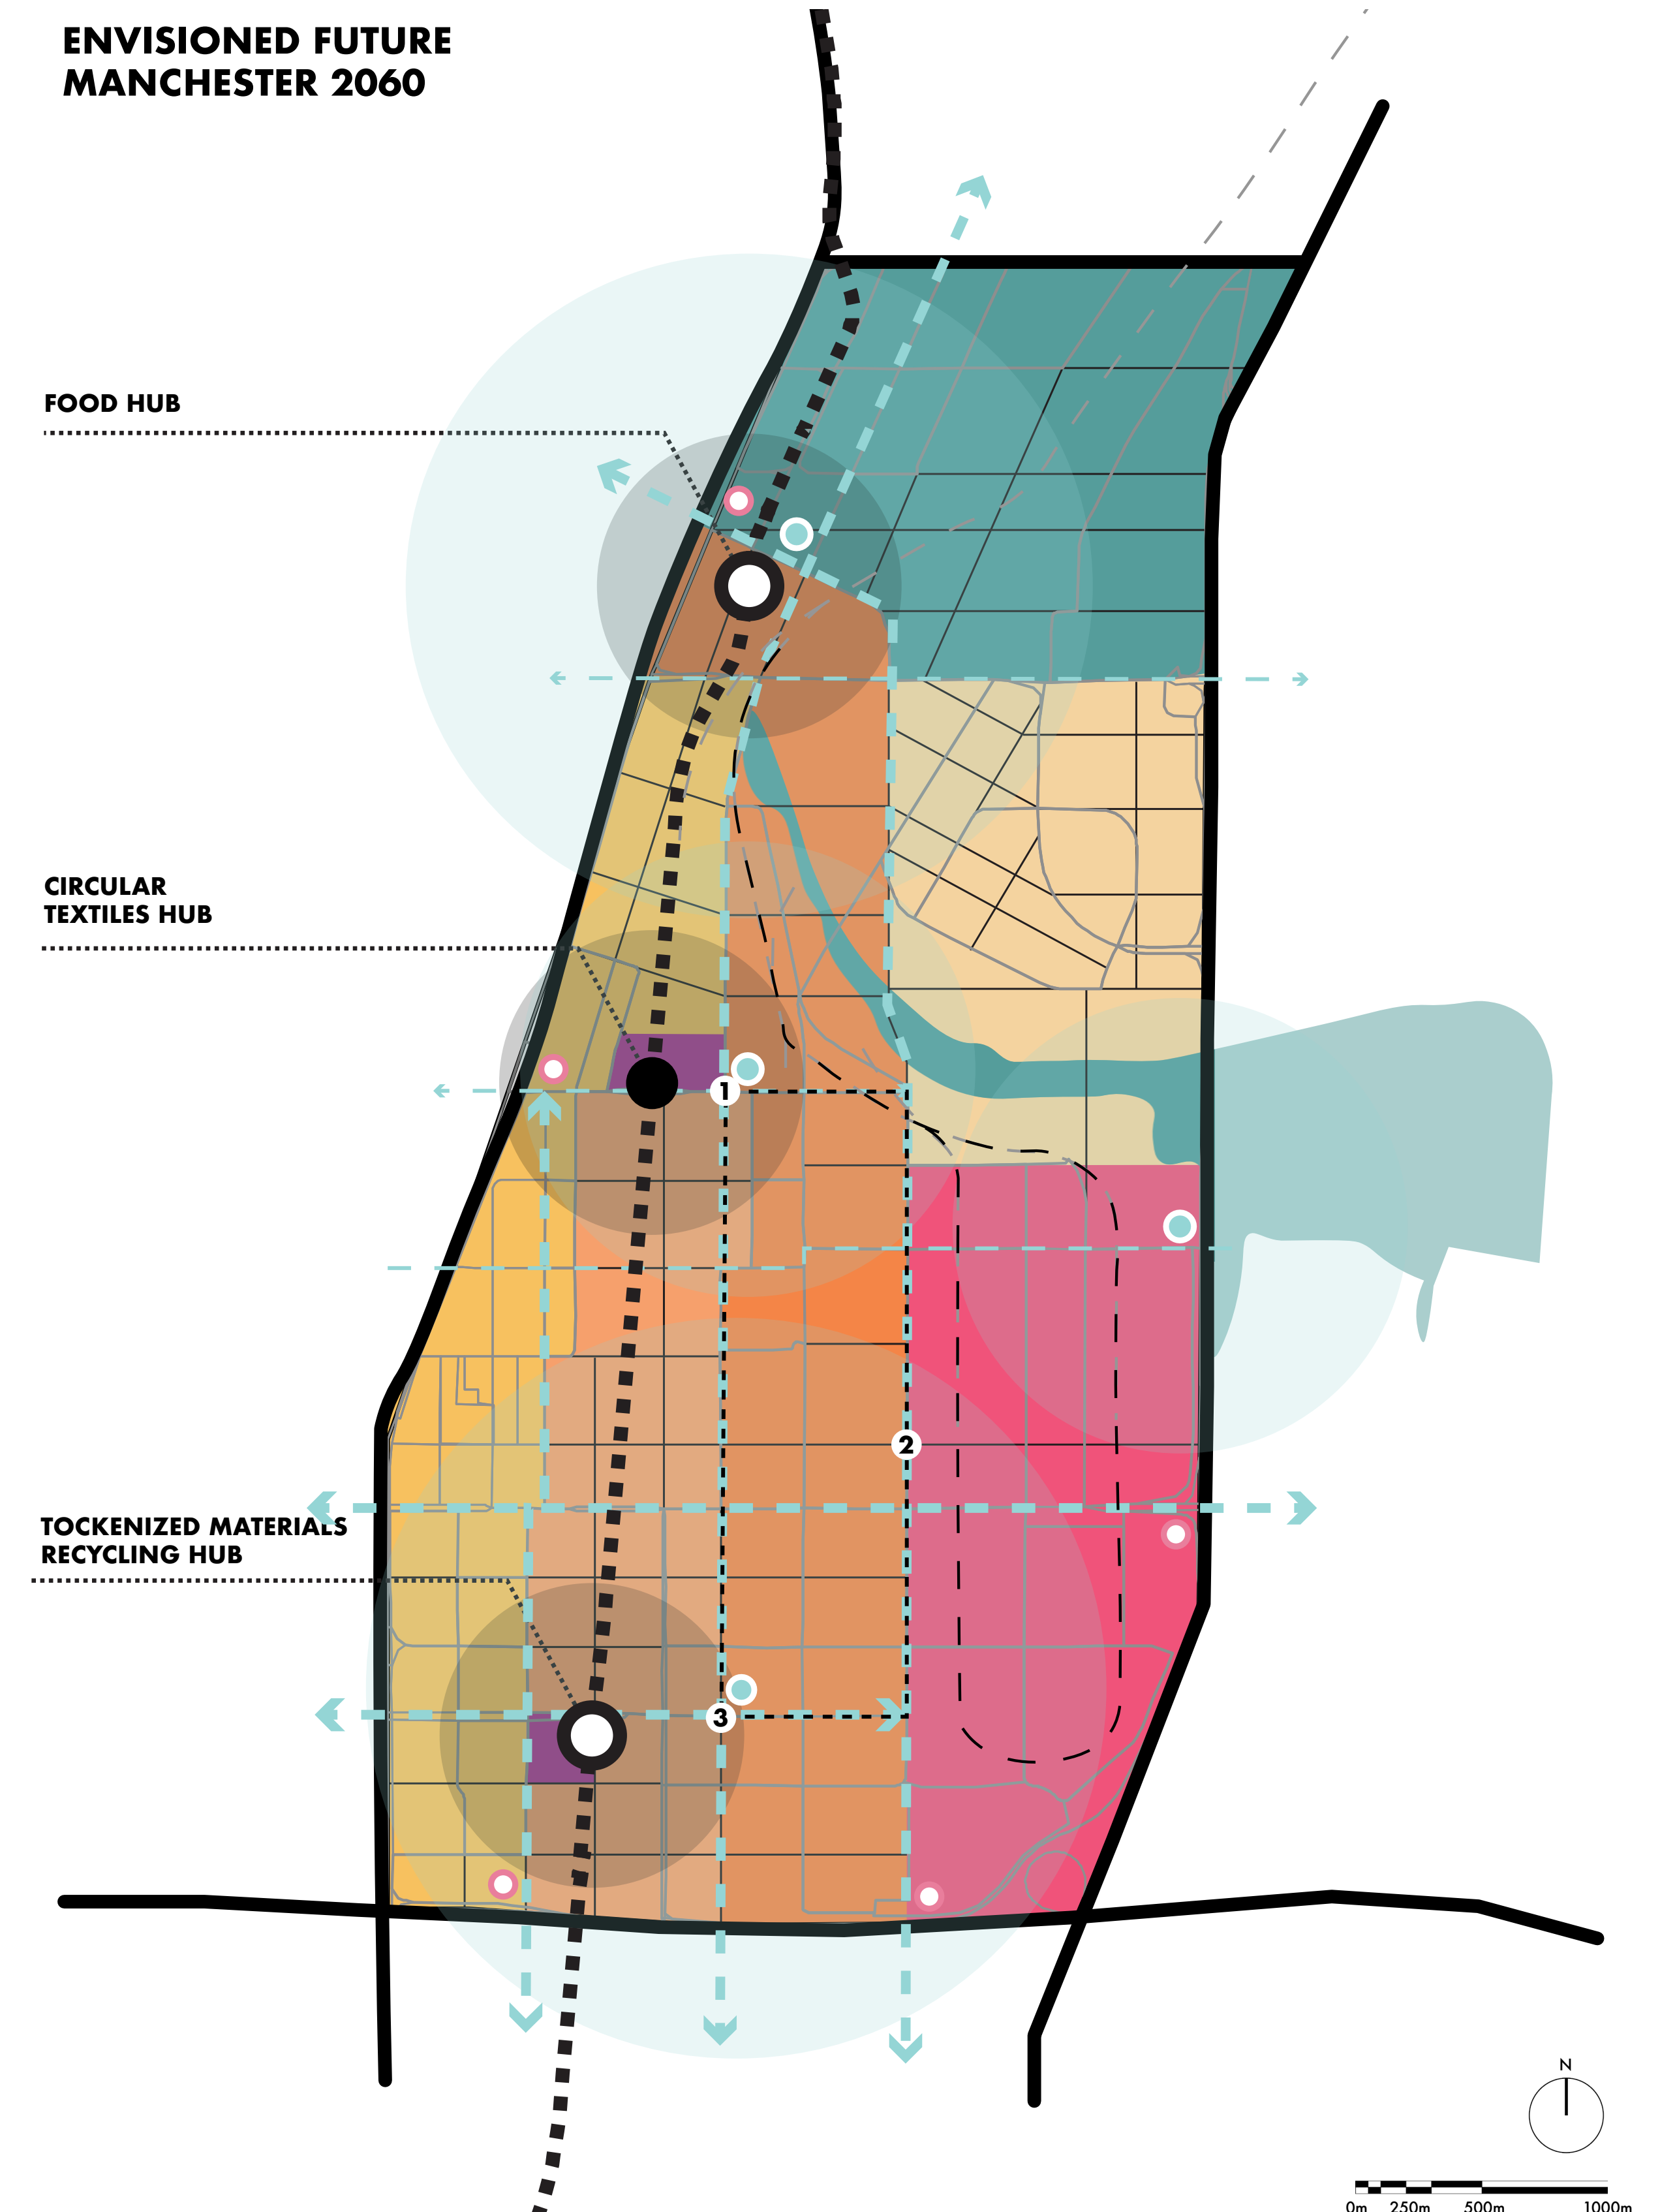 ENVISIONED FUTURE
MANCHESTER 2060
FOOD HUB
CIRCULAR
TEXTILES HUB
1
2
TOCKENIZED MATERIALS
RECYCLING HUB
3
N
0m 250m 500m 1000m